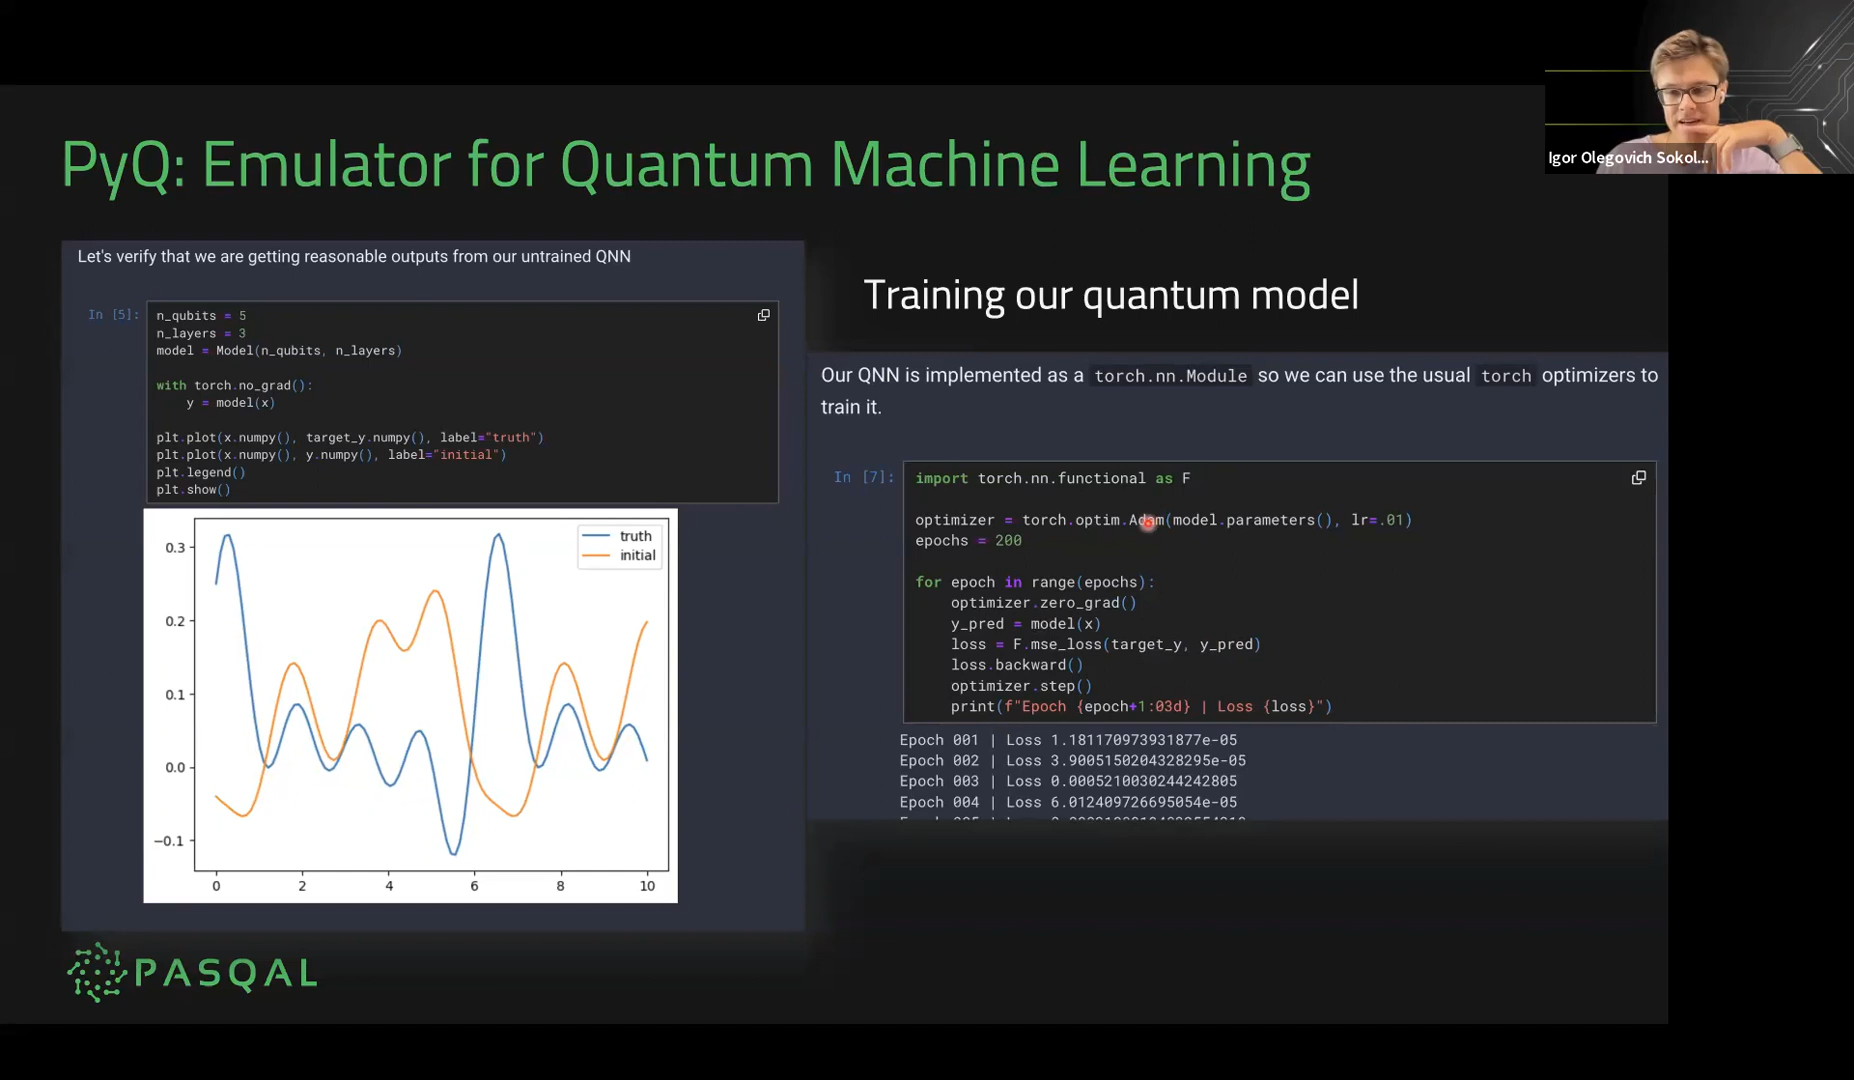 Igor Olegovich Sokol...
PyQ: Emulator for Quantum Machine Learning
Let's verify that we are getting reasonable outputs from our untrained QNN
In [5]:
n_qubits = 5
n_layers = 3
model = Model(n_qubits, n_layers)
with torch.no_grad():
    y = model(x)
plt.plot(x.numpy(), target_y.numpy(), label="truth")
plt.plot(x.numpy(), y.numpy(), label="initial")
plt.legend()
plt.show()
truth
initial
0.3
0.2
0.1
0.0
−0.1
0 2 4 6 8 10
Training our quantum model
Our QNN is implemented as a torch.nn.Module so we can use the usual torch optimizers to
train it.
In [7]:
import torch.nn.functional as F
optimizer = torch.optim.Adam(model.parameters(), lr=.01)
epochs = 200
for epoch in range(epochs):
    optimizer.zero_grad()
    y_pred = model(x)
    loss = F.mse_loss(target_y, y_pred)
    loss.backward()
    optimizer.step()
    print(f"Epoch {epoch+1:03d} | Loss {loss}")
Epoch 001 | Loss 1.181170973931877e-05
Epoch 002 | Loss 3.9005150204328295e-05
Epoch 003 | Loss 0.0005210030244242805
Epoch 004 | Loss 6.012409726695054e-05
PASQAL